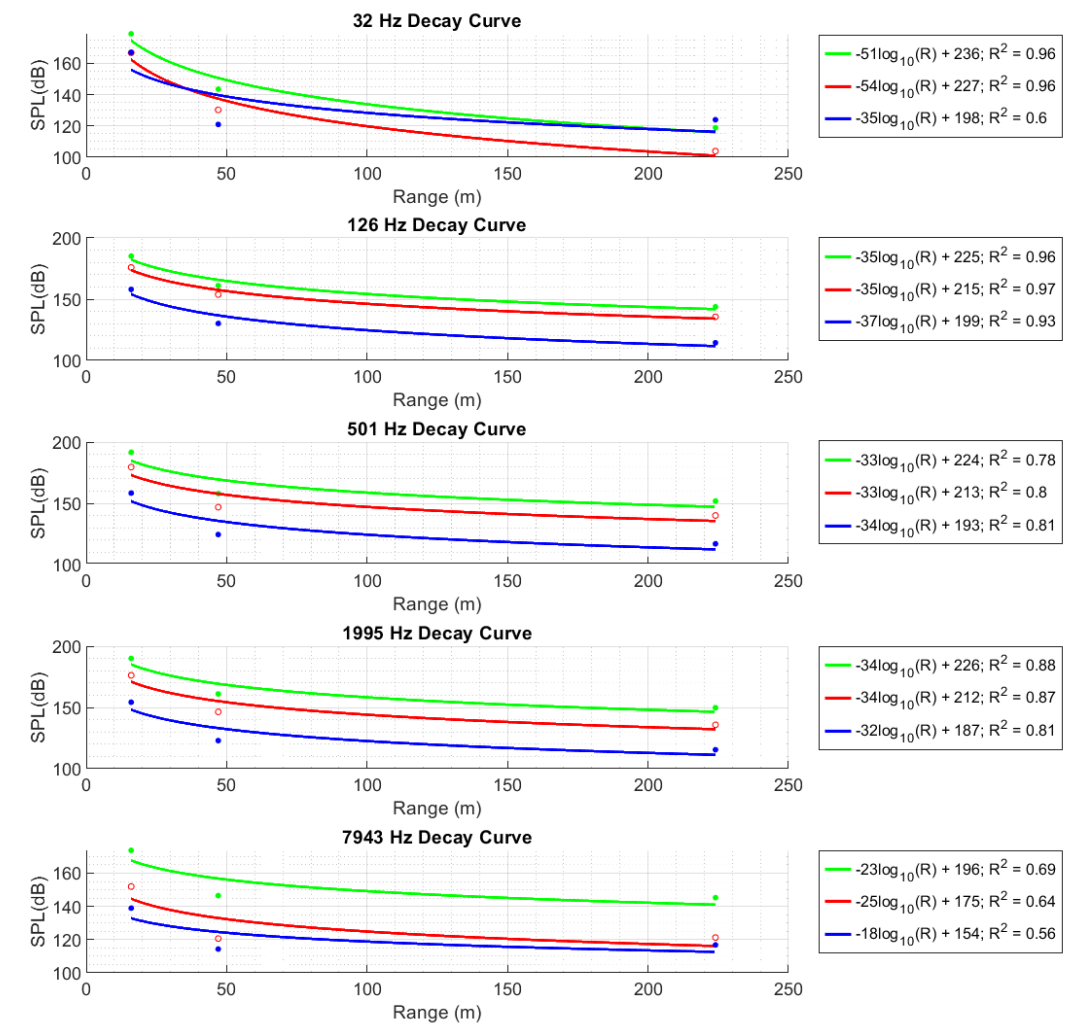 32 Hz Decay Curve
SPL(dB)
160
140
120
100
0 50 100 150 200 250
Range (m)
-51log10(R) + 236; R2 = 0.96
-54log10(R) + 227; R2 = 0.96
-35log10(R) + 198; R2 = 0.6
126 Hz Decay Curve
SPL(dB)
200
150
100
0 50 100 150 200 250
Range (m)
-35log10(R) + 225; R2 = 0.96
-35log10(R) + 215; R2 = 0.97
-37log10(R) + 199; R2 = 0.93
501 Hz Decay Curve
SPL(dB)
200
150
100
0 50 100 150 200 250
Range (m)
-33log10(R) + 224; R2 = 0.78
-33log10(R) + 213; R2 = 0.8
-34log10(R) + 193; R2 = 0.81
1995 Hz Decay Curve
SPL(dB)
200
150
100
0 50 100 150 200 250
Range (m)
-34log10(R) + 226; R2 = 0.88
-34log10(R) + 212; R2 = 0.87
-32log10(R) + 187; R2 = 0.81
7943 Hz Decay Curve
SPL(dB)
160
140
120
100
0 50 100 150 200 250
Range (m)
-23log10(R) + 196; R2 = 0.69
-25log10(R) + 175; R2 = 0.64
-18log10(R) + 154; R2 = 0.56